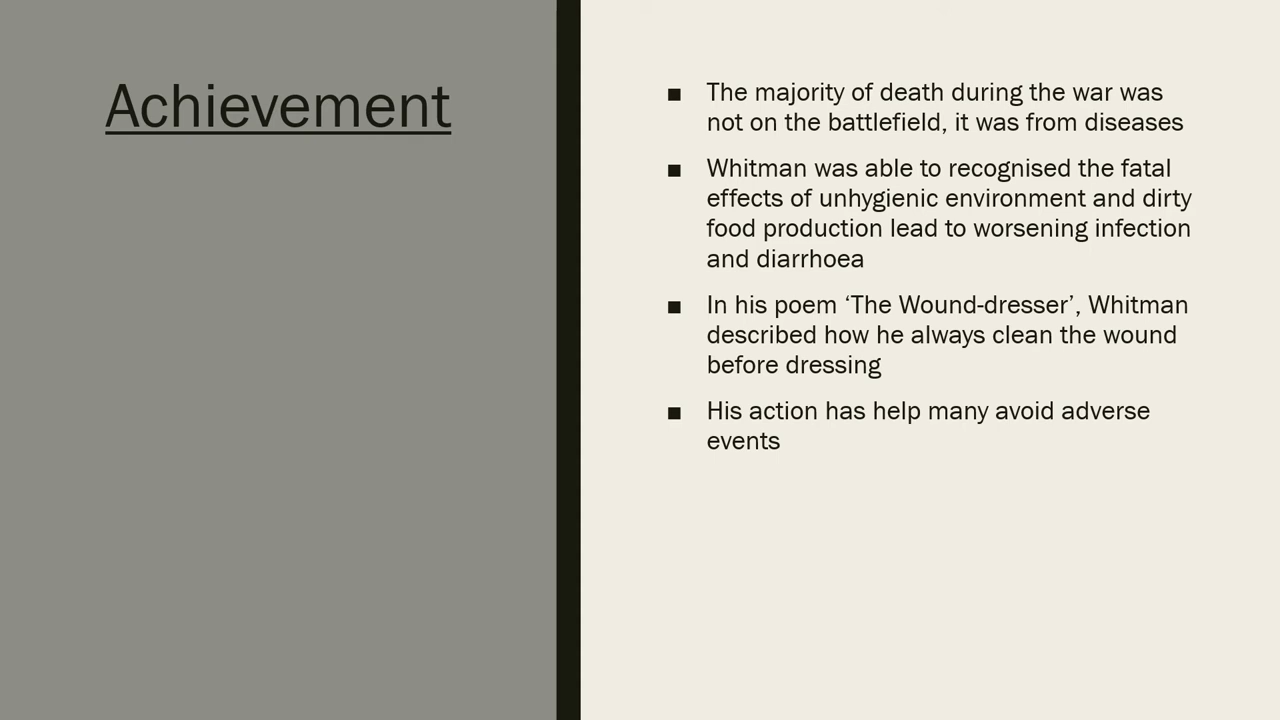 Achievement
■ The majority of death during the war was
not on the battlefield, it was from diseases
■ Whitman was able to recognised the fatal
effects of unhygienic environment and dirty
food production lead to worsening infection
and diarrhoea
■ In his poem ‘The Wound-dresser’, Whitman
described how he always clean the wound
before dressing
■ His action has help many avoid adverse
events